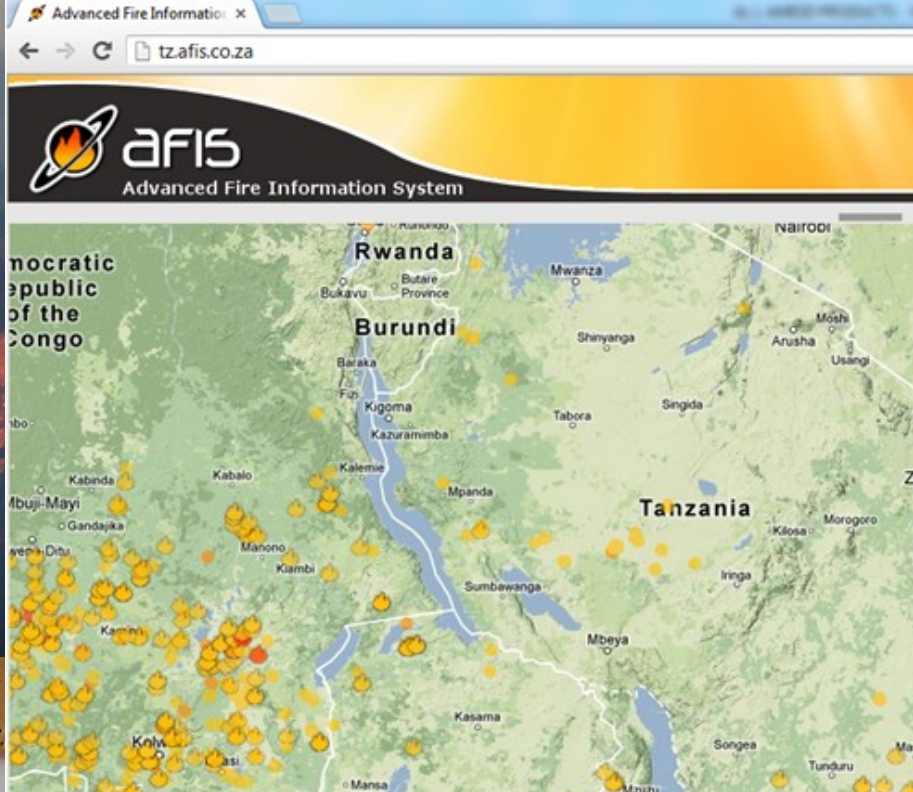 Advanced Fire Informatio
tz.afis.co.za
afis
Advanced Fire Information System
Nairobi
mocratic
epublic
of the
Congo
Rwanda
Butare
Province
Bukavu
Mwanza
Burundi
Moshi
Shinyanga
Arusha
Usangi
Baraka
Fizi
Kigoma
Singida
Tabora
Kazuramimba
Kabinda
Kabalo
Kalemie
Mpanda
Mbuji-Mayi
Tanzania
Gandajika
Kilosa
Morogoro
Manono
Kiambi
Iringa
Sumbawanga
Mbeya
Kasama
Songea
Tunduru
Mansa
Mzuzu